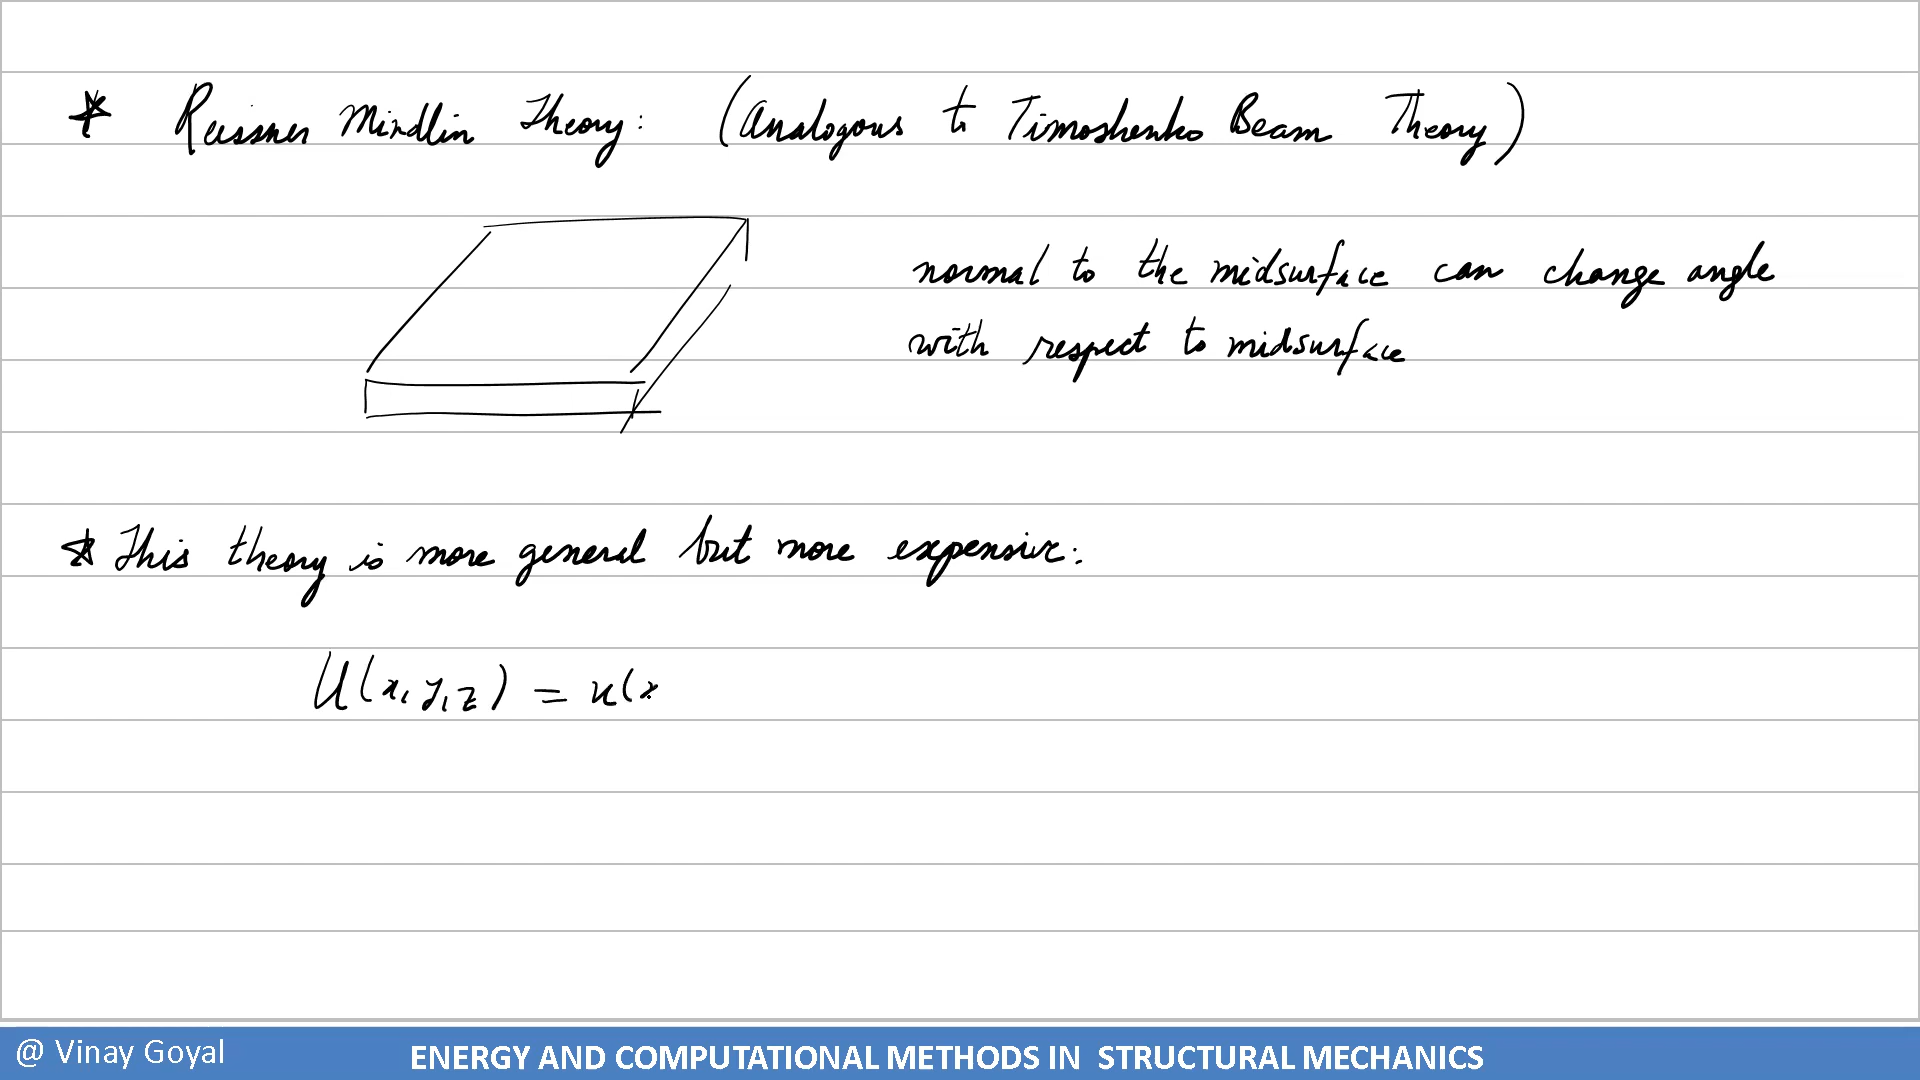 * Reissner Mindlin Theory: (Analogous to Timoshenko Beam Theory)
normal to the midsurface can change angle
with respect to midsurface
* This theory is more general but more expensive:
U(x, y, z) = u(x
@ Vinay Goyal
ENERGY AND COMPUTATIONAL METHODS IN STRUCTURAL MECHANICS